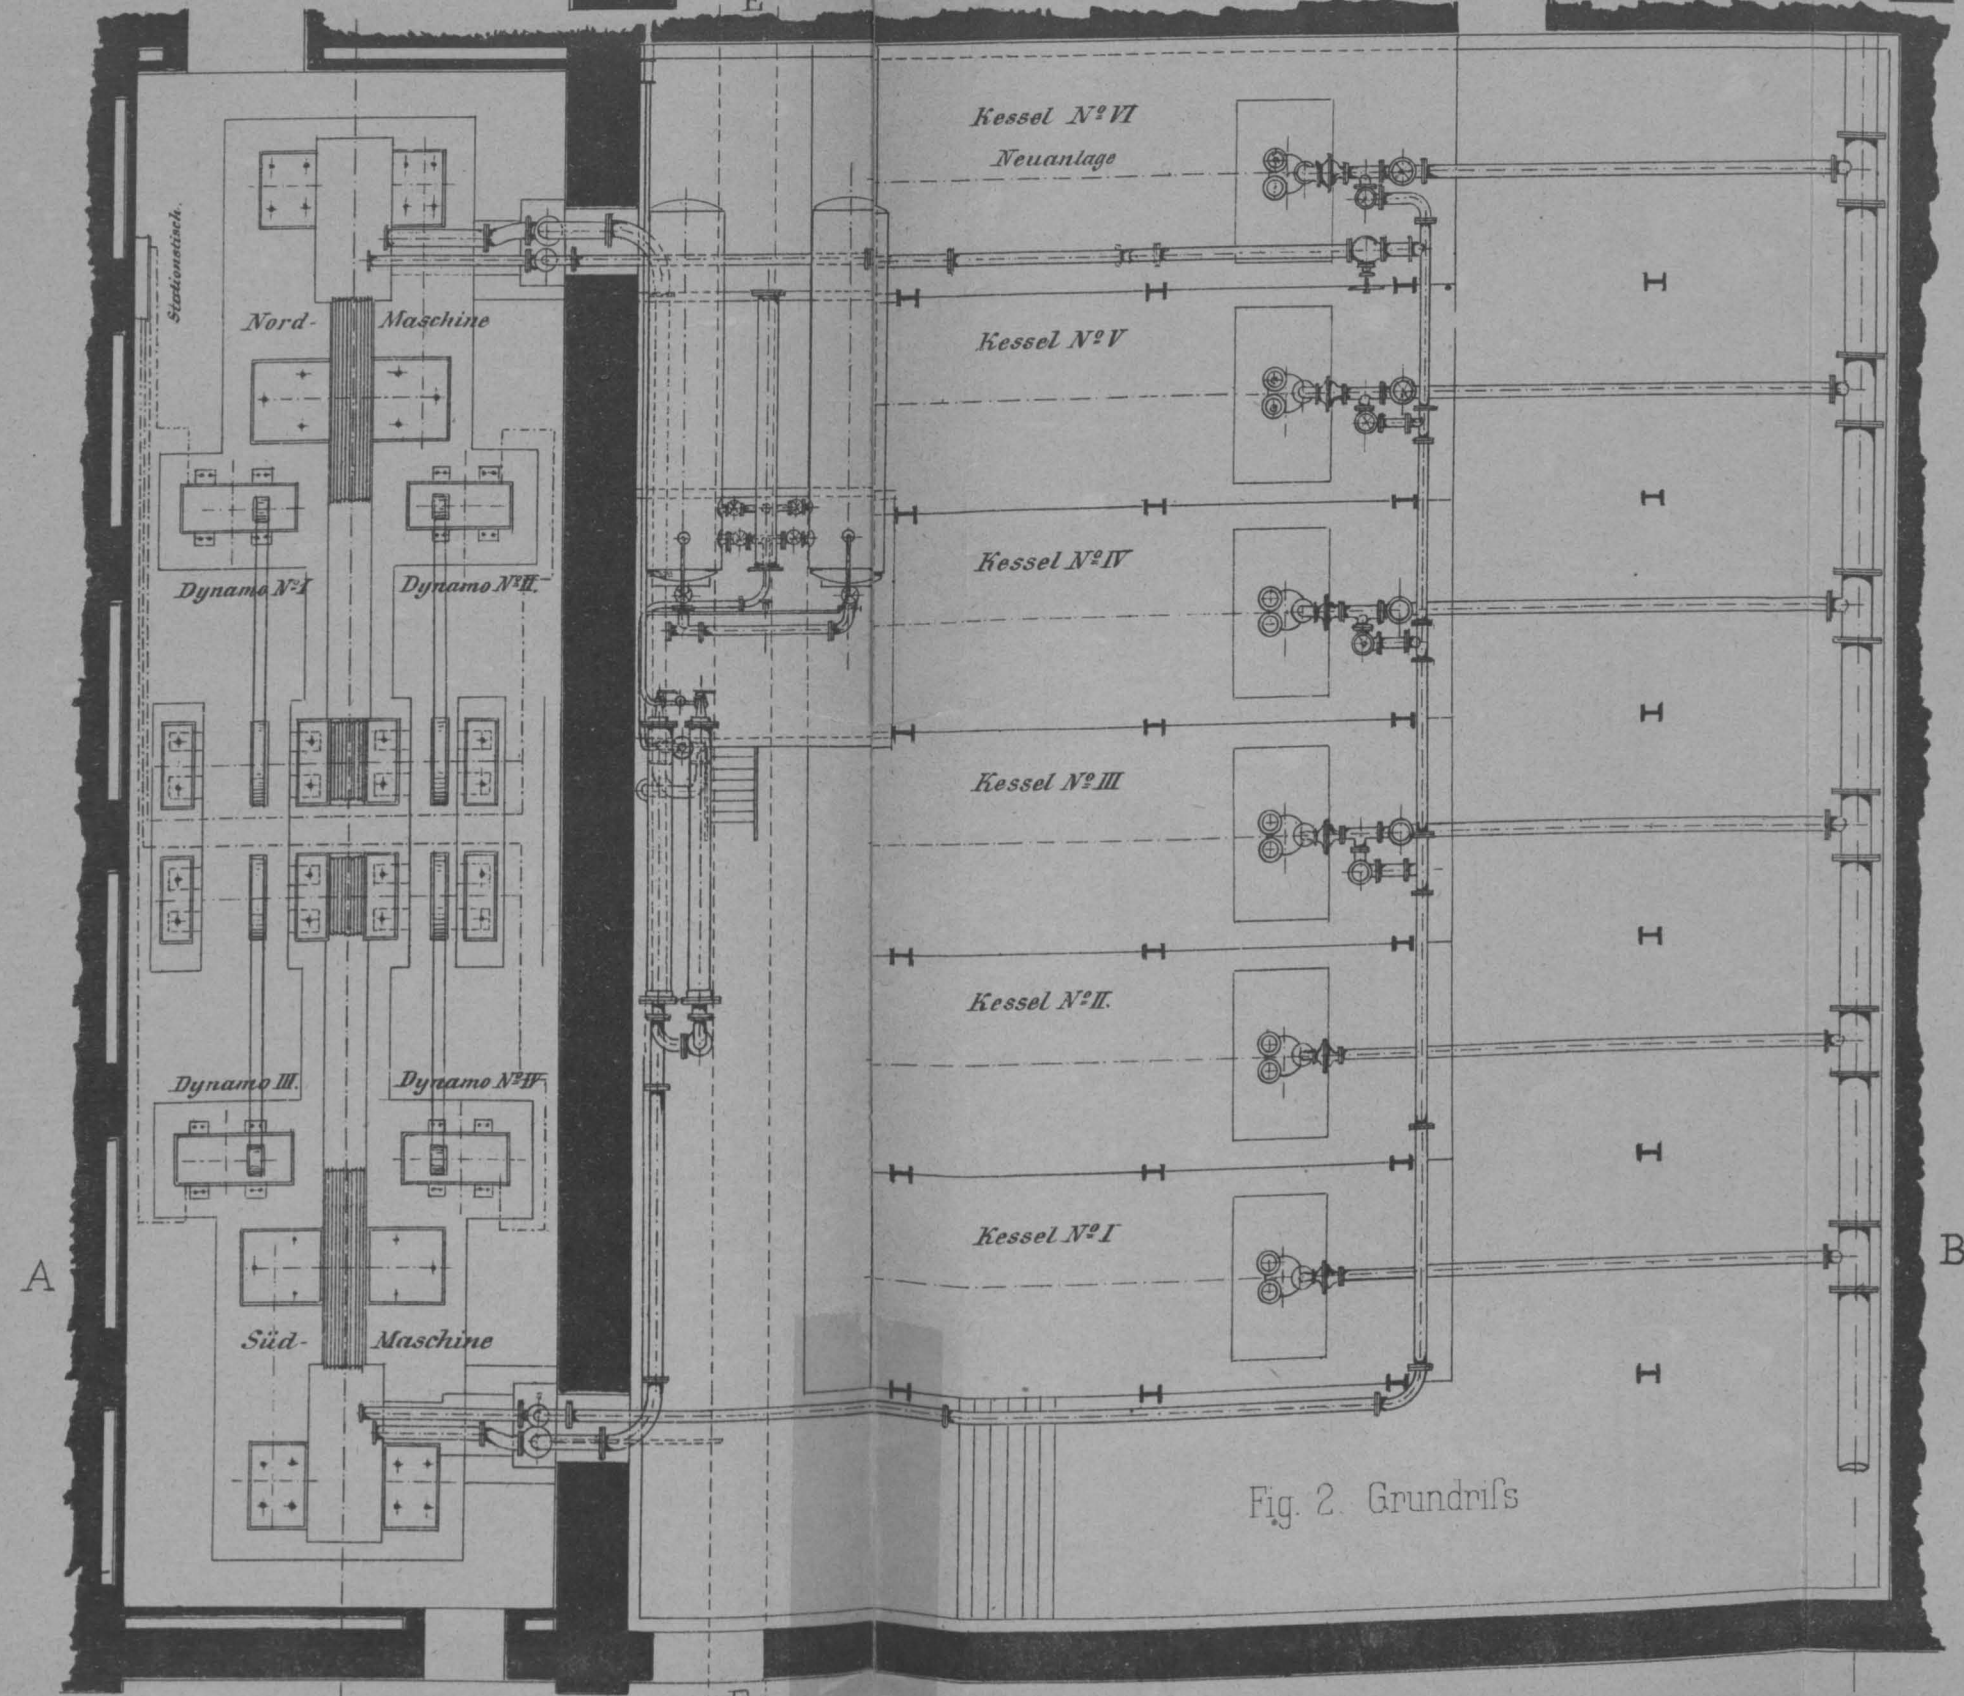 E
Kessel Nº VI
Neuanlage
Stationstisch.
Nord- Maschine
Kessel Nº V
Kessel Nº IV
Dynamo Nº I
Dynamo Nº II.
Kessel Nº III
Kessel Nº II.
Dynamo III.
Dynamo Nº IV
Kessel Nº I
A
B
Süd- Maschine
Fig. 2. Grundriſs